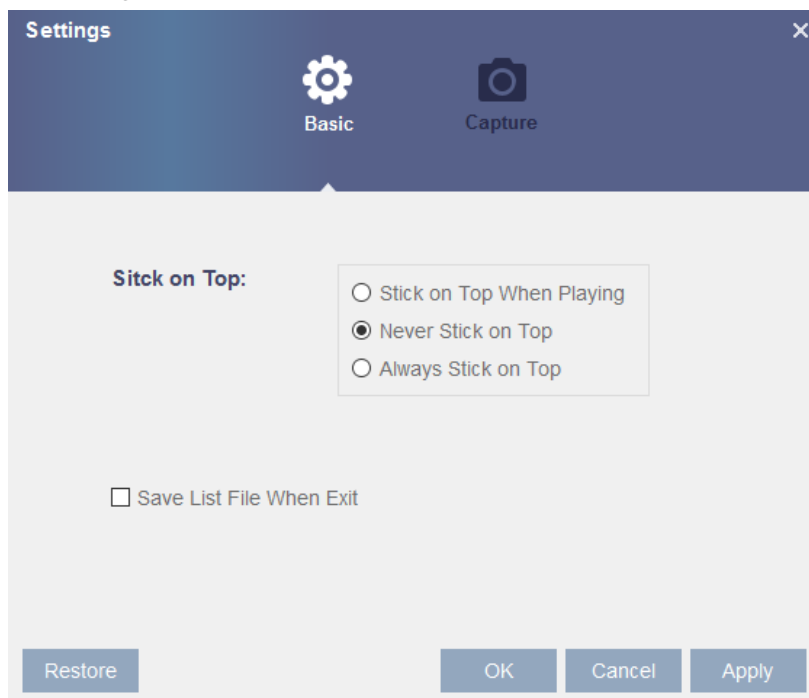 Settings
Basic
Capture
Sitck on Top:
Stick on Top When Playing
Never Stick on Top
Always Stick on Top
Save List File When Exit
Restore
OK
Cancel
Apply